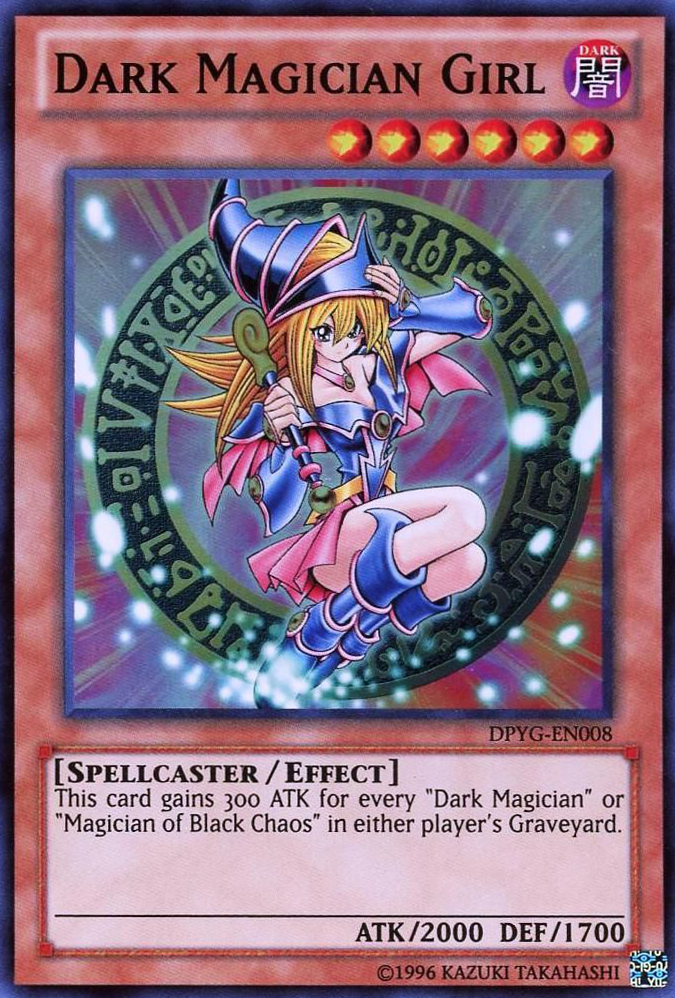 Dark Magician Girl
DARK
闇
DPYG-EN008
[Spellcaster / Effect]
This card gains 300 ATK for every "Dark Magician" or
"Magician of Black Chaos" in either player's Graveyard.
ATK/2000 DEF/1700
©1996 KAZUKI TAKAHASHI